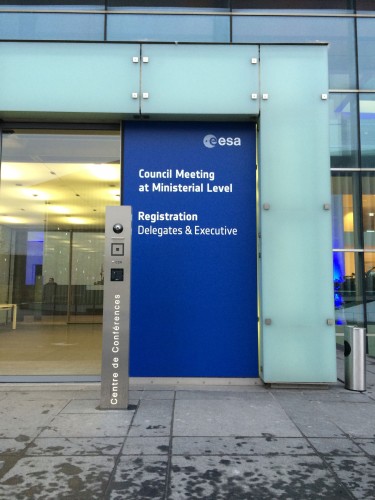 esa
Council Meeting
at Ministerial Level
Registration
Delegates & Executive
Centre de Conférences